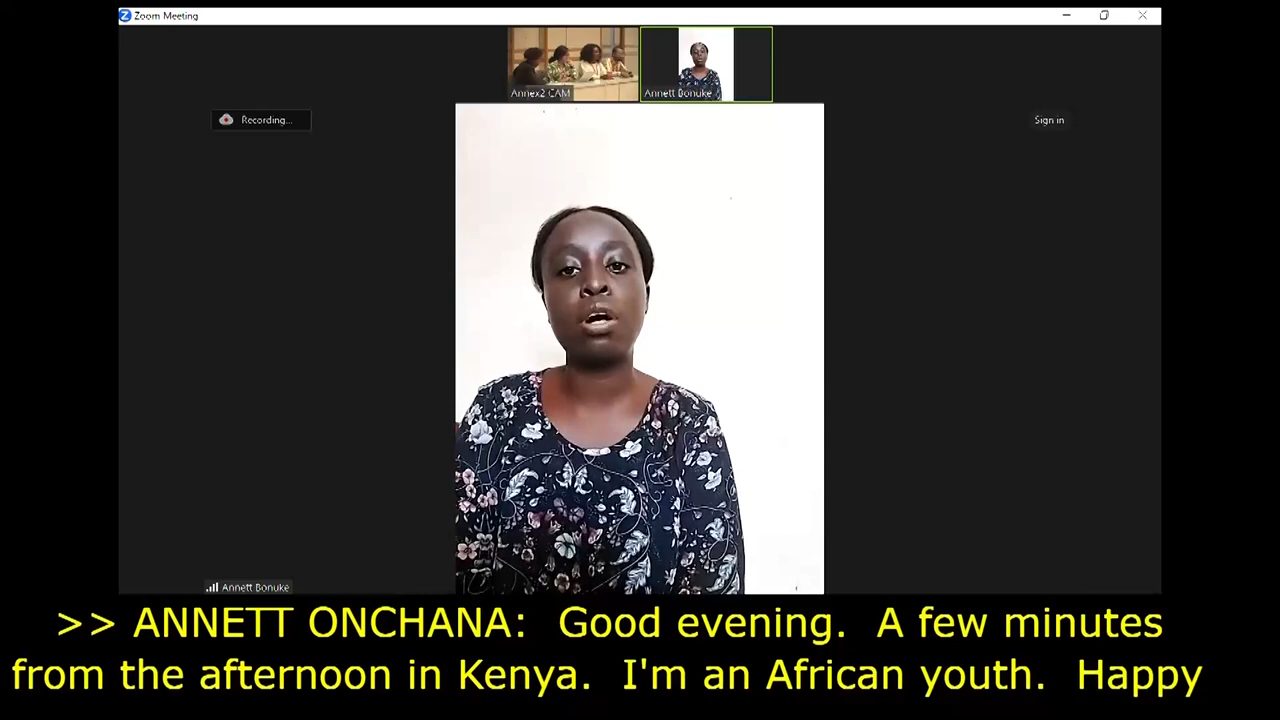 Zoom Meeting
Annex2 CAM
Annett Bonuke
Recording...
Sign in
Annett Bonuke
>> ANNETT ONCHANA:  Good evening.  A few minutes
from the afternoon in Kenya.  I'm an African youth.  Happy